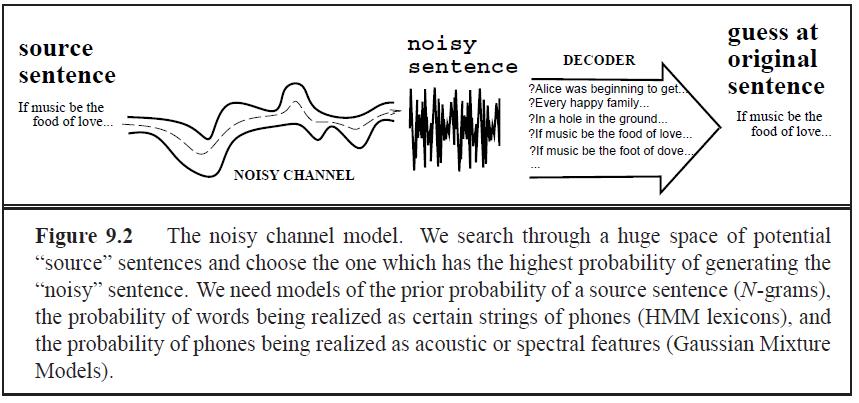 source
sentence
If music be the
food of love...
NOISY CHANNEL
noisy
sentence
DECODER
?Alice was beginning to get...
?Every happy family...
?In a hole in the ground...
?If music be the food of love...
?If music be the foot of dove...
...
guess at
original
sentence
If music be the
food of love...
Figure 9.2 The noisy channel model. We search through a huge space of potential
“source” sentences and choose the one which has the highest probability of generating the
“noisy” sentence. We need models of the prior probability of a source sentence (N-grams),
the probability of words being realized as certain strings of phones (HMM lexicons), and
the probability of phones being realized as acoustic or spectral features (Gaussian Mixture
Models).